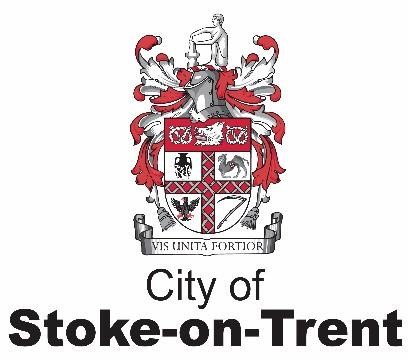 VIS UNITA FORTIOR
City of
Stoke-on-Trent